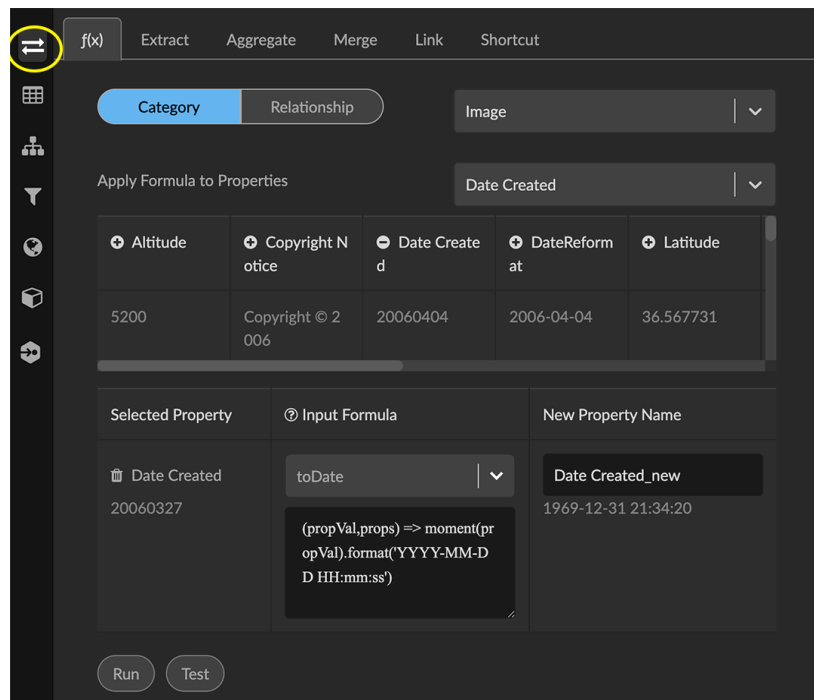 ƒ(x) Extract Aggregate Merge Link Shortcut
Category Relationship Image
Apply Formula to Properties Date Created
Altitude Copyright N Date Create DateReform Latitude
otice d at
5200 Copyright © 2 20060404 2006-04-04 36.567731
006
Selected Property Input Formula New Property Name
Date Created toDate Date Created_new
20060327 1969-12-31 21:34:20
(propVal,props) => moment(pr
opVal).format('YYYY-MM-D
D HH:mm:ss')
Run Test